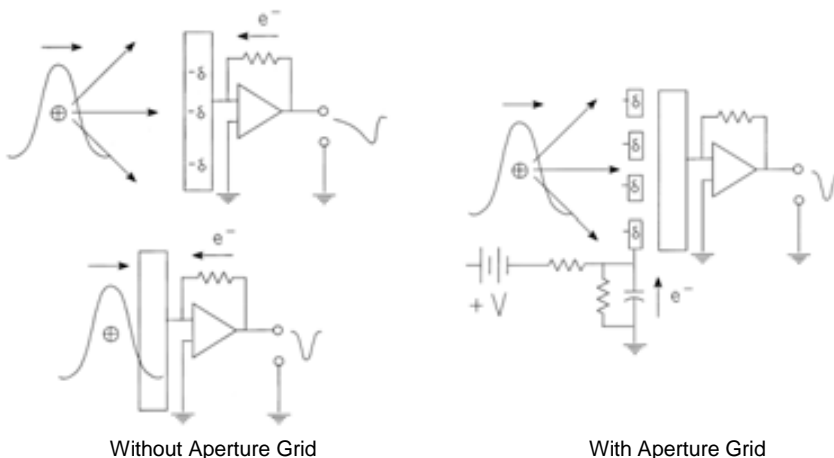 e⁻
-δ
-δ
-δ
e⁻
Without Aperture Grid
-δ
-δ
-δ
-δ
+ V
e⁻
With Aperture Grid